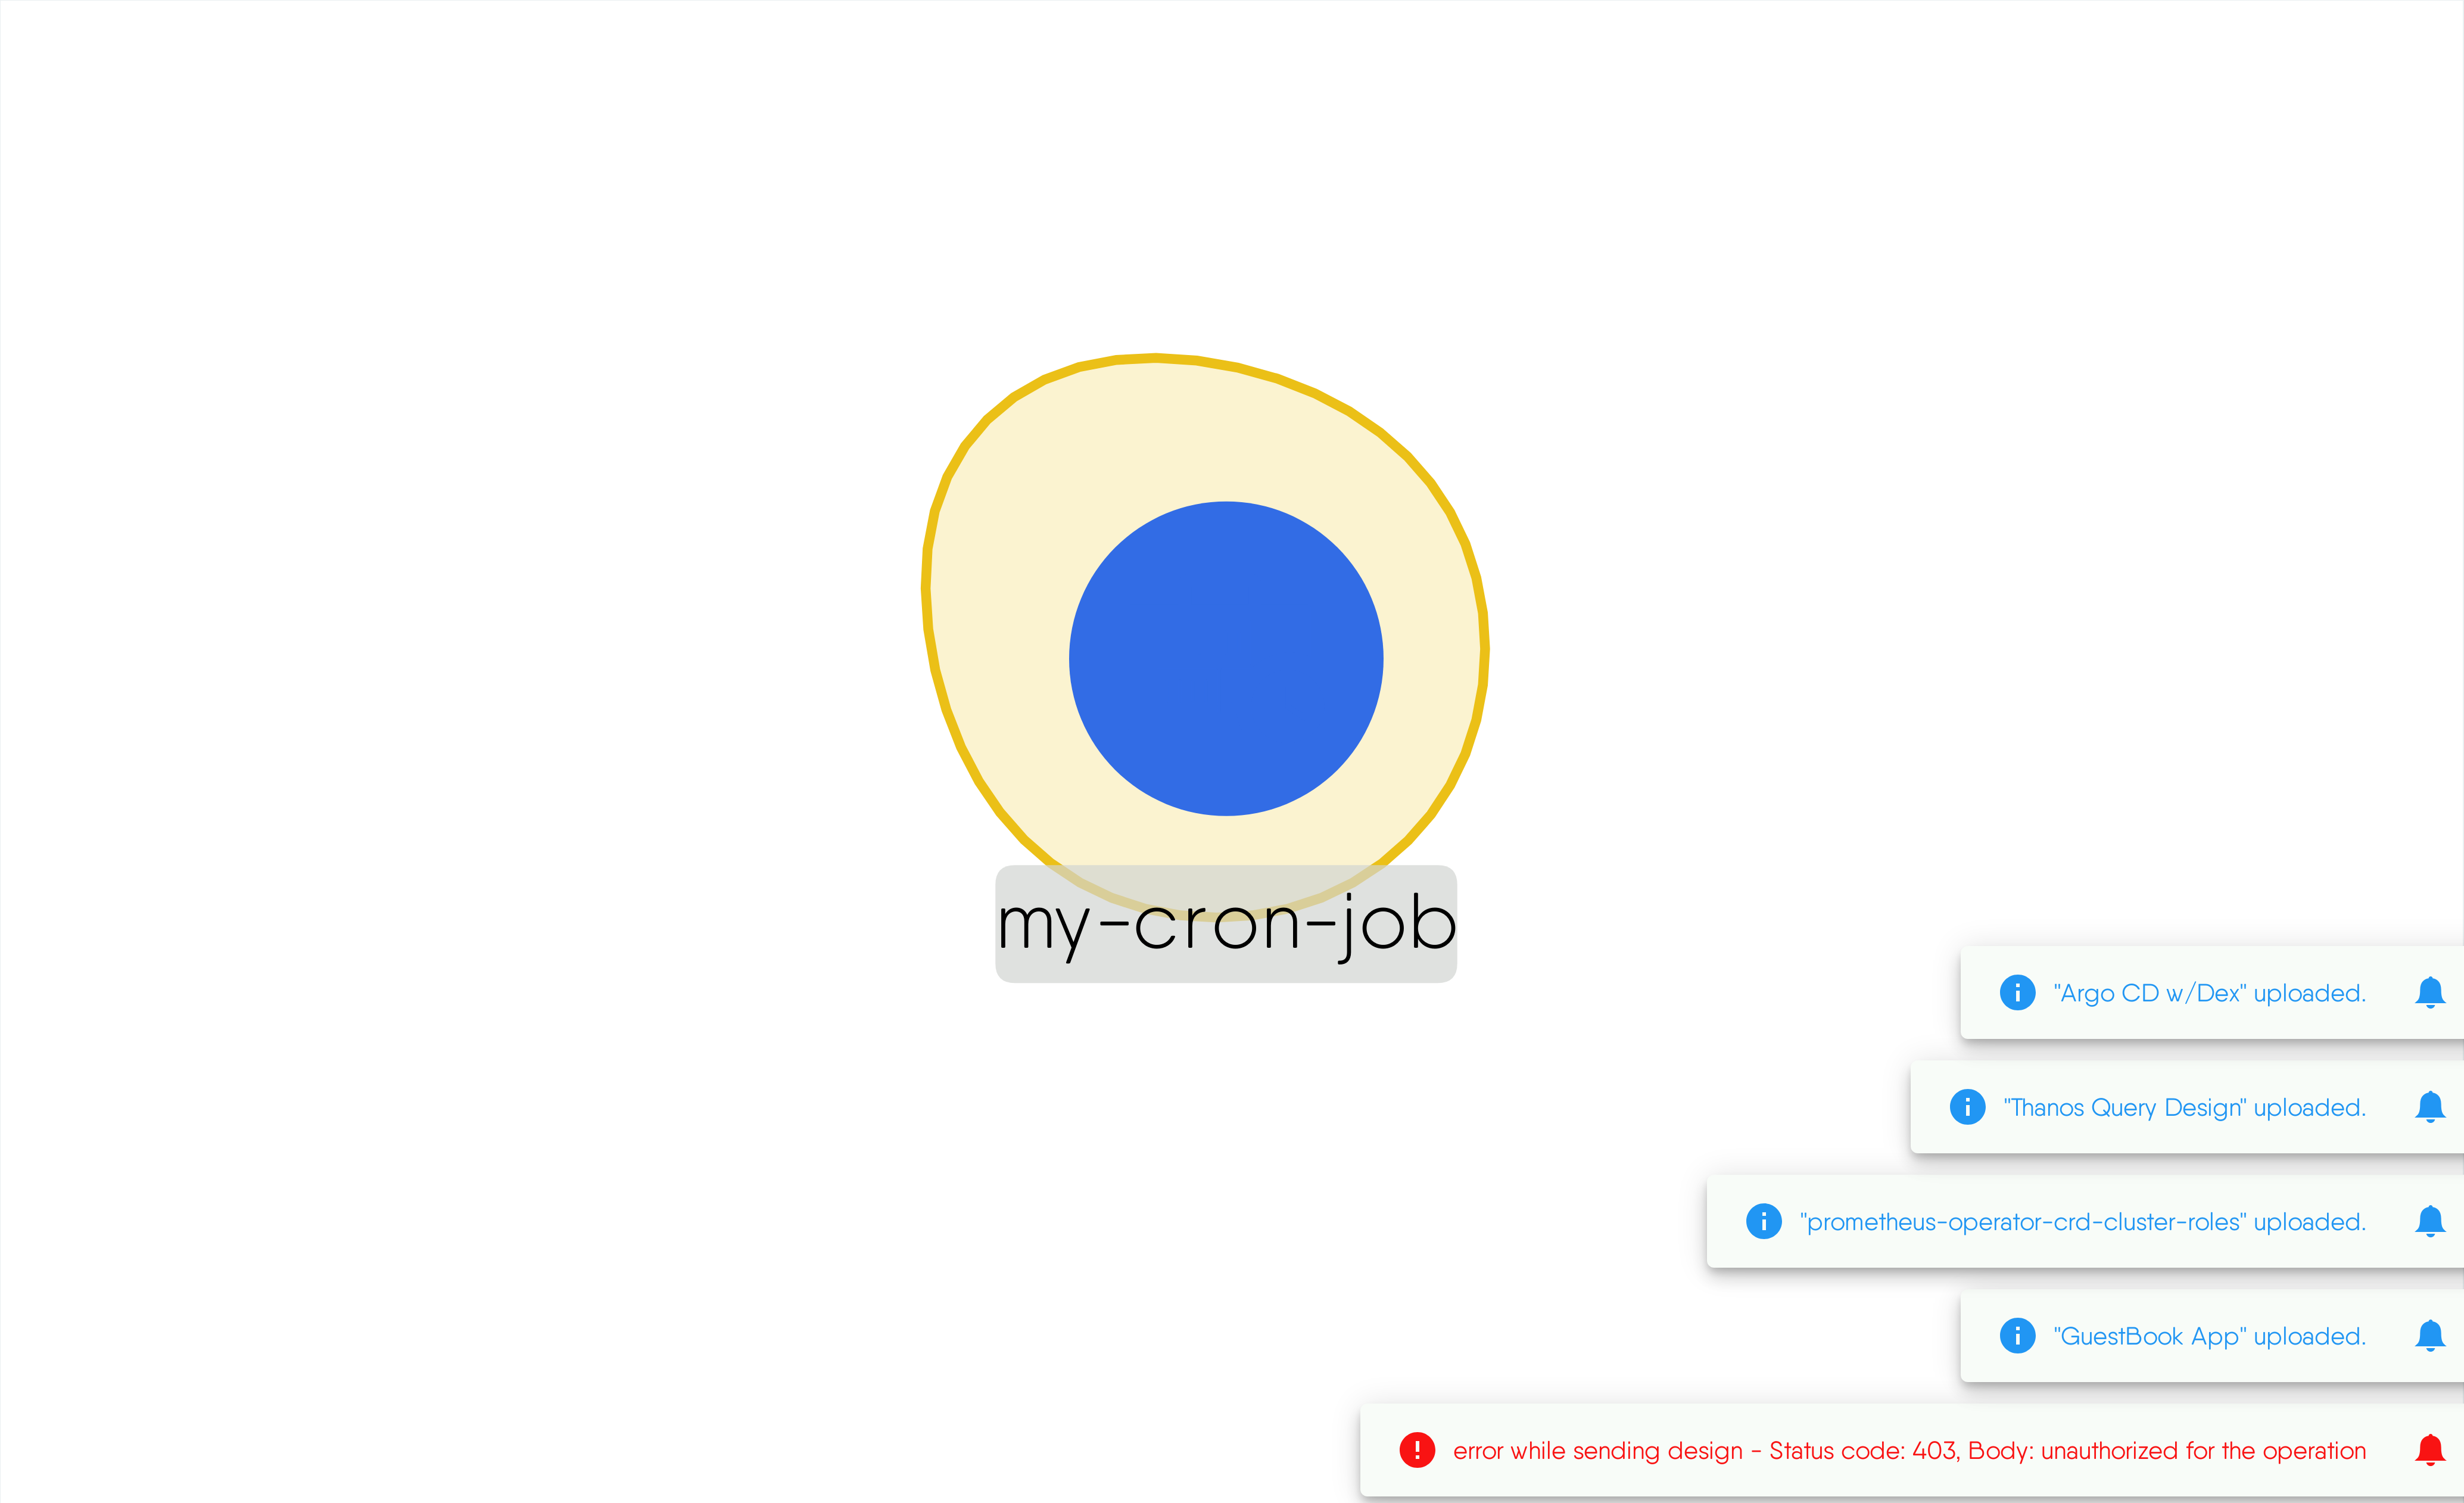 my-cron-job
"Argo CD w/Dex" uploaded.
"Thanos Query Design" uploaded.
"prometheus-operator-crd-cluster-roles" uploaded.
"GuestBook App" uploaded.
error while sending design - Status code: 403, Body: unauthorized for the operation